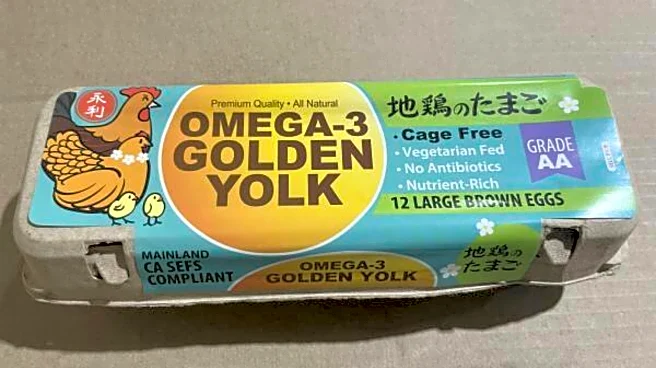 永利
Premium Quality • All Natural
OMEGA-3
GOLDEN
YOLK
地鶏のたまご
• Cage Free
• Vegetarian Fed
• No Antibiotics
• Nutrient-Rich
GRADE
AA
12 LARGE BROWN EGGS
MAINLAND
CA SEFS
COMPLIANT
OMEGA-3
GOLDEN YOLK
地鶏の
たまご